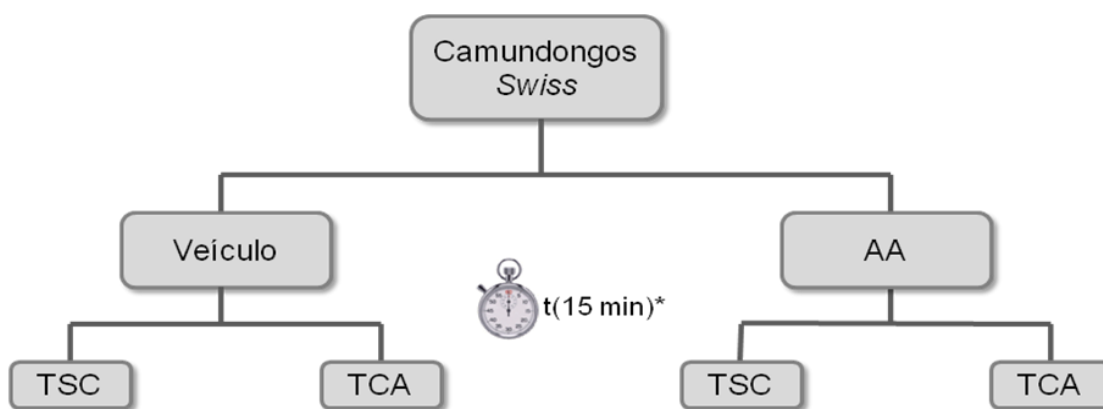 Camundongos
Swiss
Veículo
AA
t(15 min)*
TSC
TCA
TSC
TCA